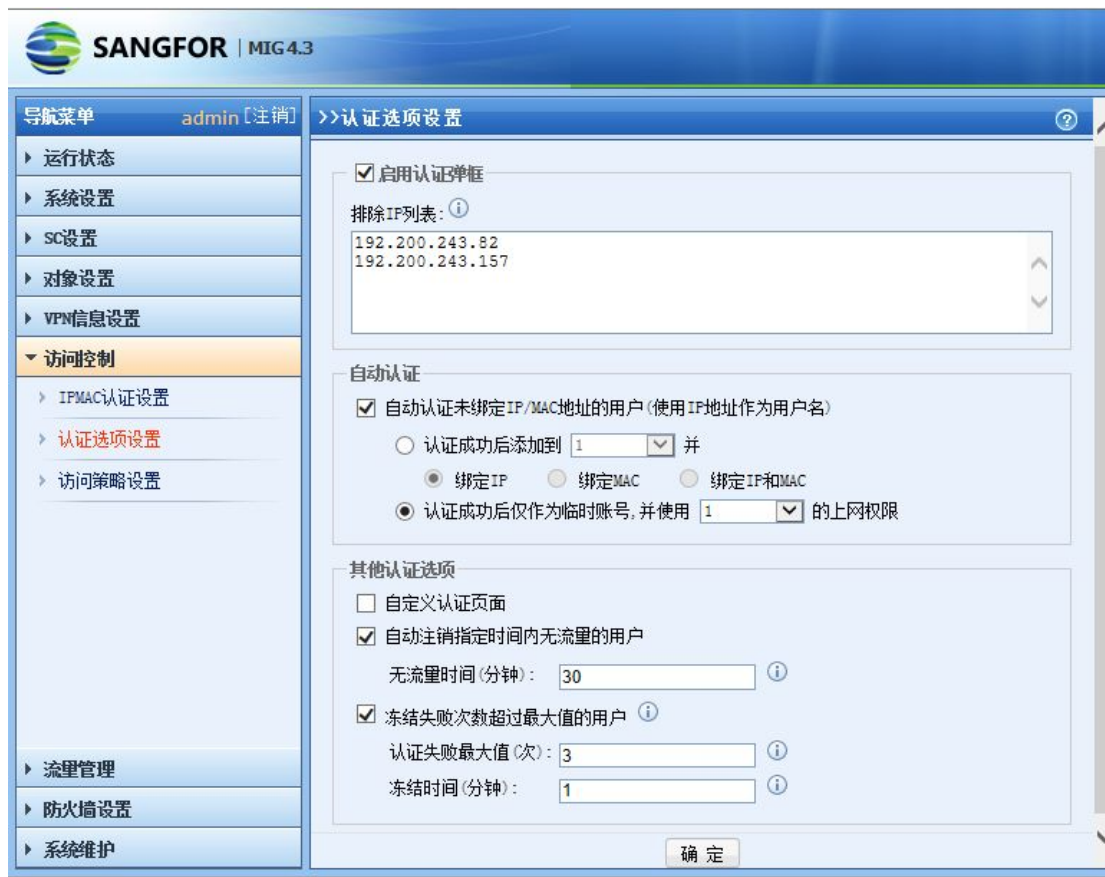 SANGFOR | MIG4.3
导航菜单 admin [注销]
运行状态
系统设置
SC设置
对象设置
VPN信息设置
访问控制
IPMAC认证设置
认证选项设置
访问策略设置
流里管理
防火墙设置
系统维护
>>认证选项设置
启用认证弹框
排除IP列表:
192.200.243.82
192.200.243.157
自动认证
自动认证未绑定IP/MAC地址的用户(使用IP地址作为用户名)
认证成功后添加到 1 并
绑定IP 绑定MAC 绑定IP和MAC
认证成功后仅作为临时账号,并使用 1 的上网权限
其他认证选项
自定义认证页面
自动注销指定时间内无流量的用户
无流量时间(分钟): 30
冻结失败次数超过最大值的用户
认证失败最大值(次): 3
冻结时间(分钟): 1
确 定